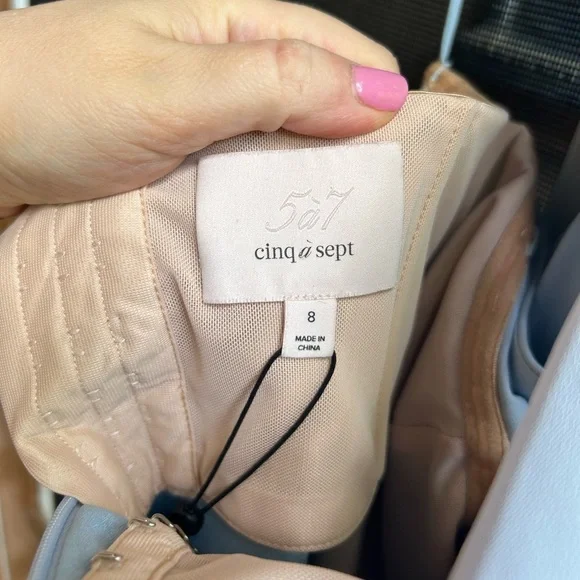 5à7
cinq à sept
8
MADE IN
CHINA